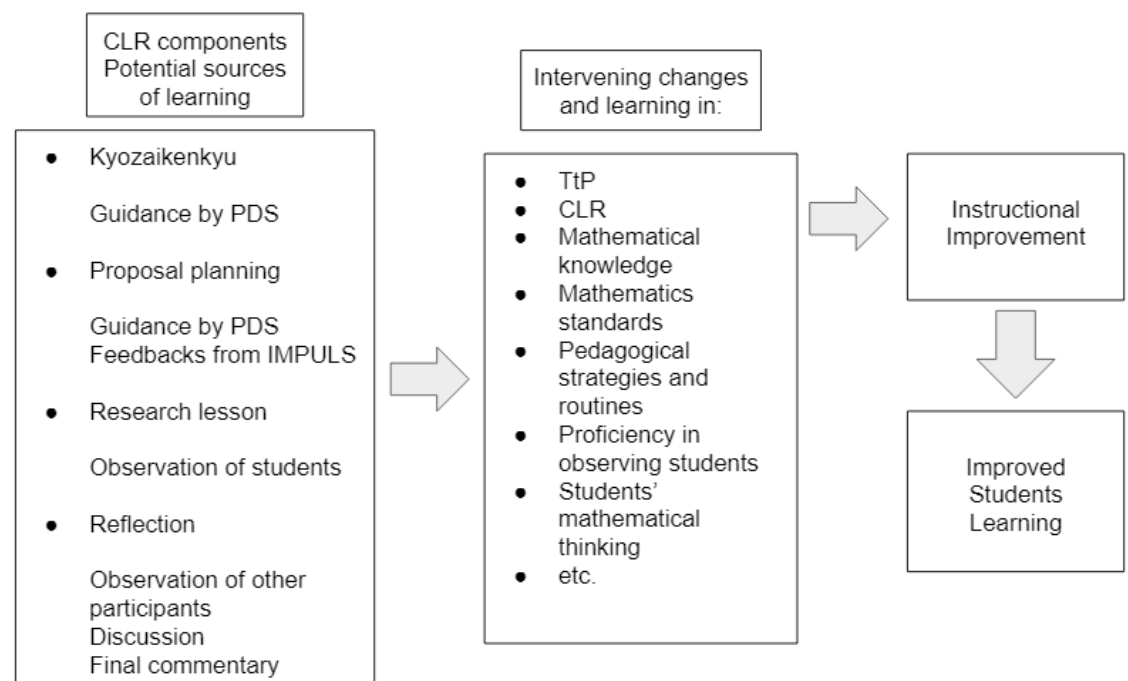 CLR components
Potential sources
of learning
● Kyozaikenkyu
Guidance by PDS
● Proposal planning
Guidance by PDS
Feedbacks from IMPULS
● Research lesson
Observation of students
● Reflection
Observation of other
participants
Discussion
Final commentary
Intervening changes
and learning in:
● TtP
● CLR
● Mathematical
knowledge
● Mathematics
standards
● Pedagogical
strategies and
routines
● Proficiency in
observing students
● Students’
mathematical
thinking
● etc.
Instructional
Improvement
Improved
Students
Learning